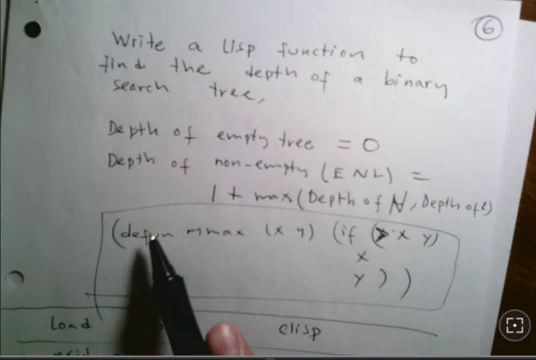 6
Write a lisp function to
find the depth of a binary
search tree,
Depth of empty tree = 0
Depth of non-empty (E N L) =
1 + max (Depth of N, Depth of L)
(defun mmax (x y) (if (> x y)
x
y ) )
Load clisp